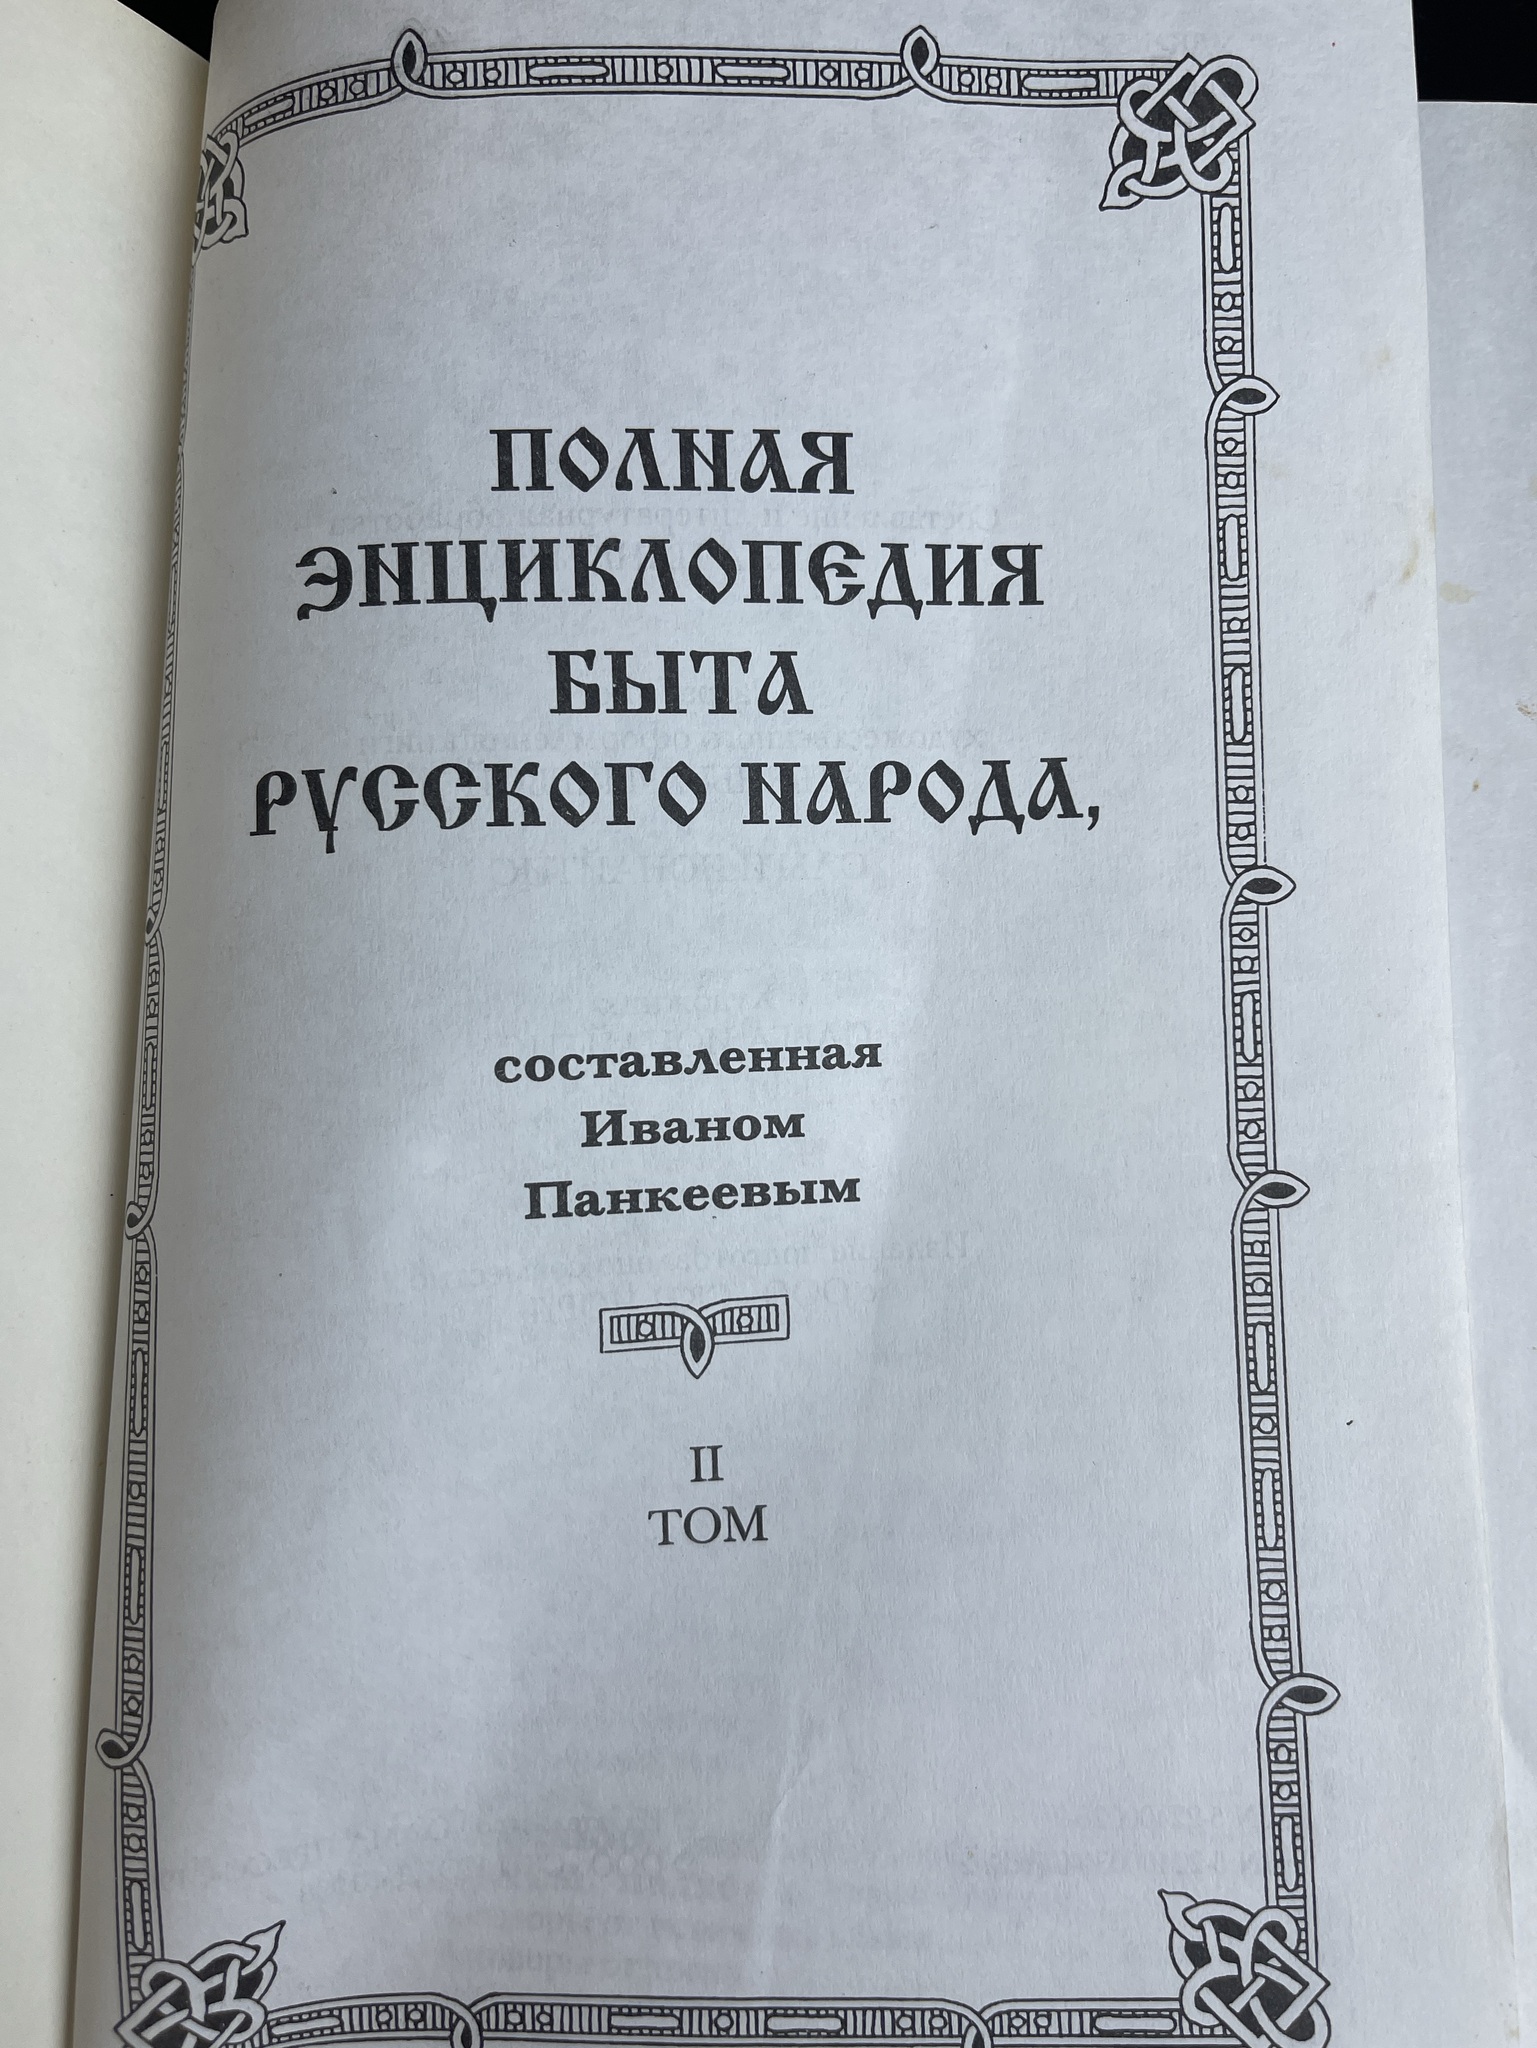 ПОЛНАЯ
ЭНЦИКЛОПЕДИЯ
БЫТА
РУССКОГО НАРОДА,
составленная
Иваном
Панкеевым
II
ТОМ